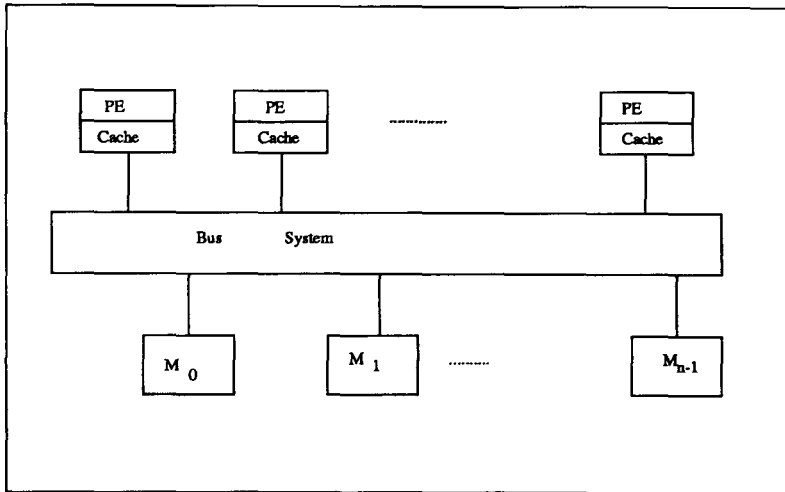 PE PE PE
Cache Cache Cache
Bus System
M 0 M 1 M n-1